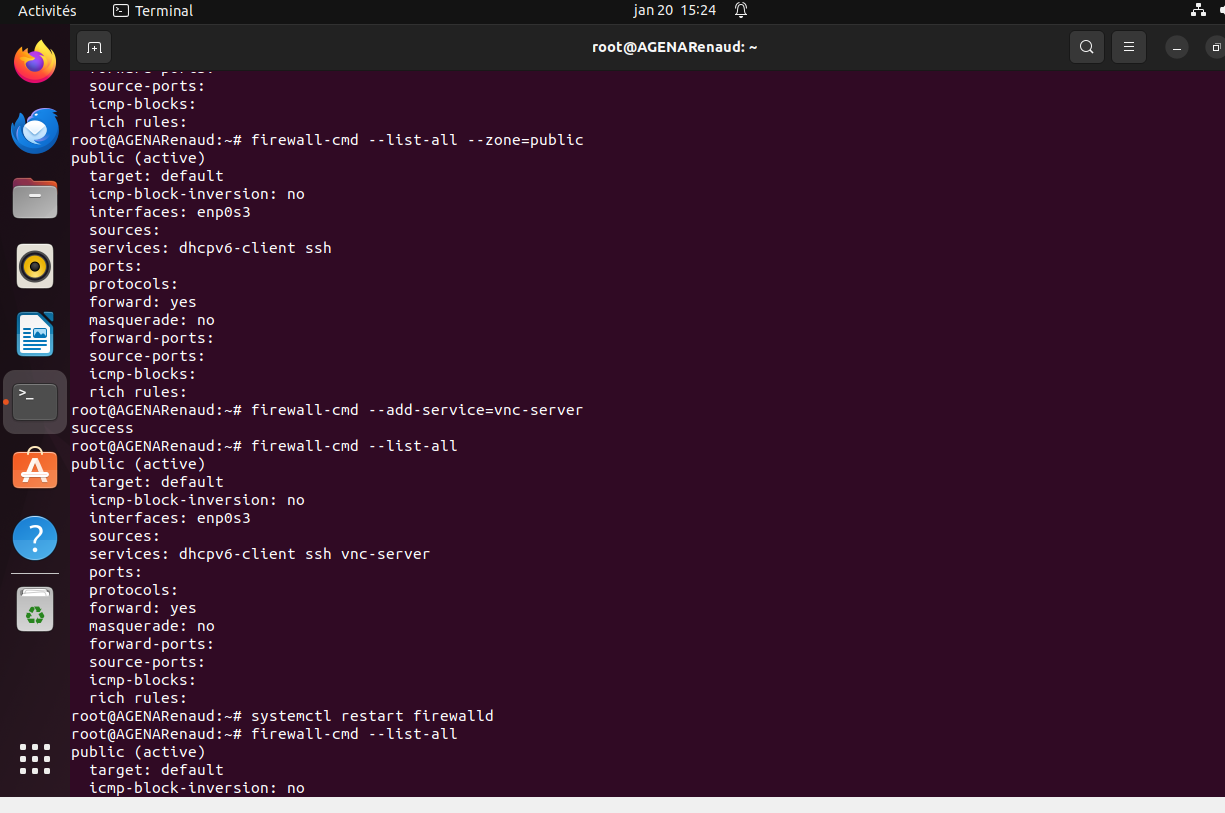 Activités Terminal jan 20 15:24
root@AGENARenaud: ~
source-ports:
icmp-blocks:
rich rules:
root@AGENARenaud:~# firewall-cmd --list-all --zone=public
public (active)
target: default
icmp-block-inversion: no
interfaces: enp0s3
sources:
services: dhcpv6-client ssh
ports:
protocols:
forward: yes
masquerade: no
forward-ports:
source-ports:
icmp-blocks:
rich rules:
root@AGENARenaud:~# firewall-cmd --add-service=vnc-server
success
root@AGENARenaud:~# firewall-cmd --list-all
public (active)
target: default
icmp-block-inversion: no
interfaces: enp0s3
sources:
services: dhcpv6-client ssh vnc-server
ports:
protocols:
forward: yes
masquerade: no
forward-ports:
source-ports:
icmp-blocks:
rich rules:
root@AGENARenaud:~# systemctl restart firewalld
root@AGENARenaud:~# firewall-cmd --list-all
public (active)
target: default
icmp-block-inversion: no